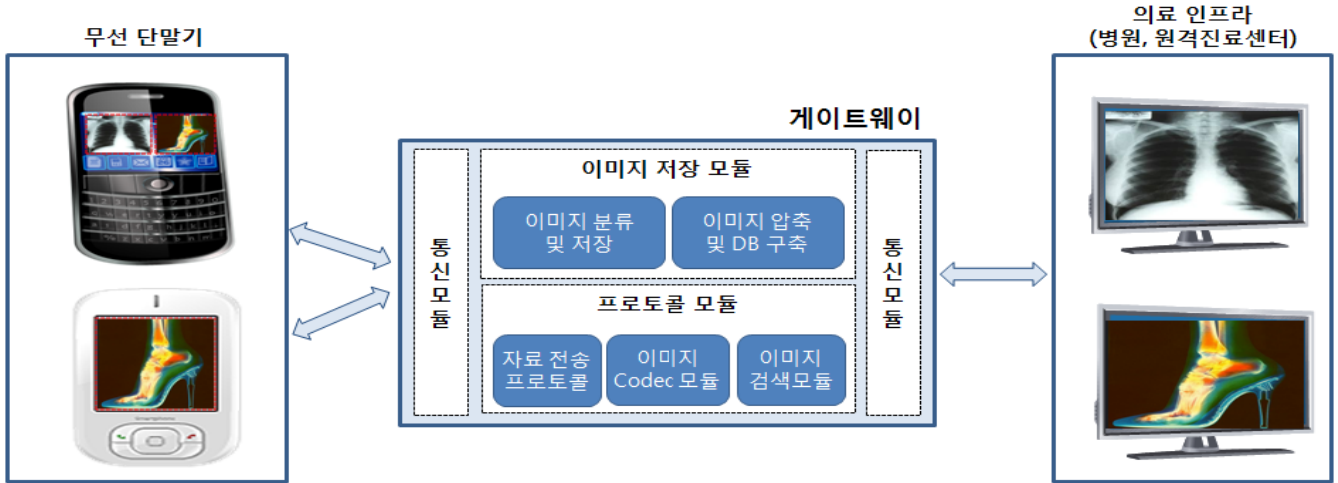 무선 단말기
의료 인프라
(병원, 원격진료센터)
게이트웨이
통신모듈
이미지 저장 모듈
이미지 분류
및 저장
이미지 압축
및 DB 구축
프로토콜 모듈
자료 전송
프로토콜
이미지
Codec 모듈
이미지
검색모듈
통신모듈